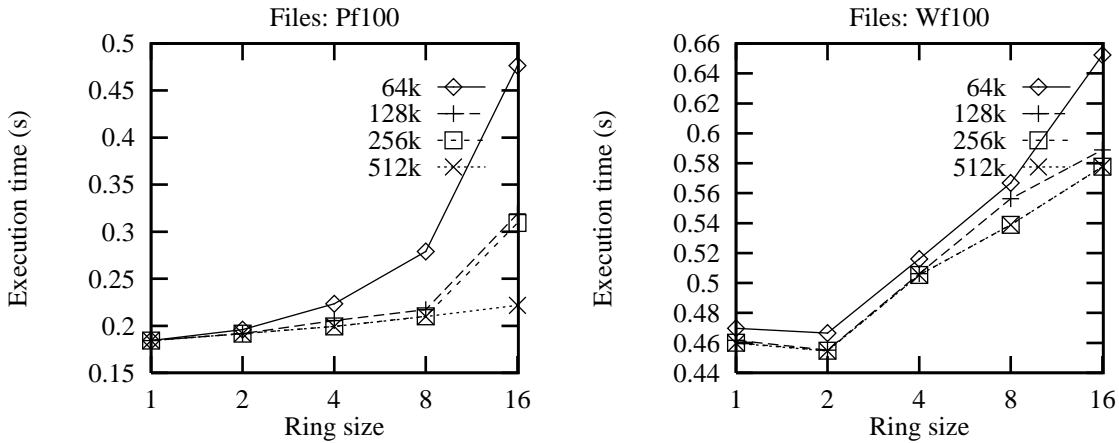 Files: Pf100
0.5
0.45
0.4
0.35
0.3
0.25
0.2
0.15
Execution time (s)
64k
128k
256k
512k
1 2 4 8 16
Ring size
Files: Wf100
0.66
0.64
0.62
0.6
0.58
0.56
0.54
0.52
0.5
0.48
0.46
0.44
Execution time (s)
64k
128k
256k
512k
1 2 4 8 16
Ring size